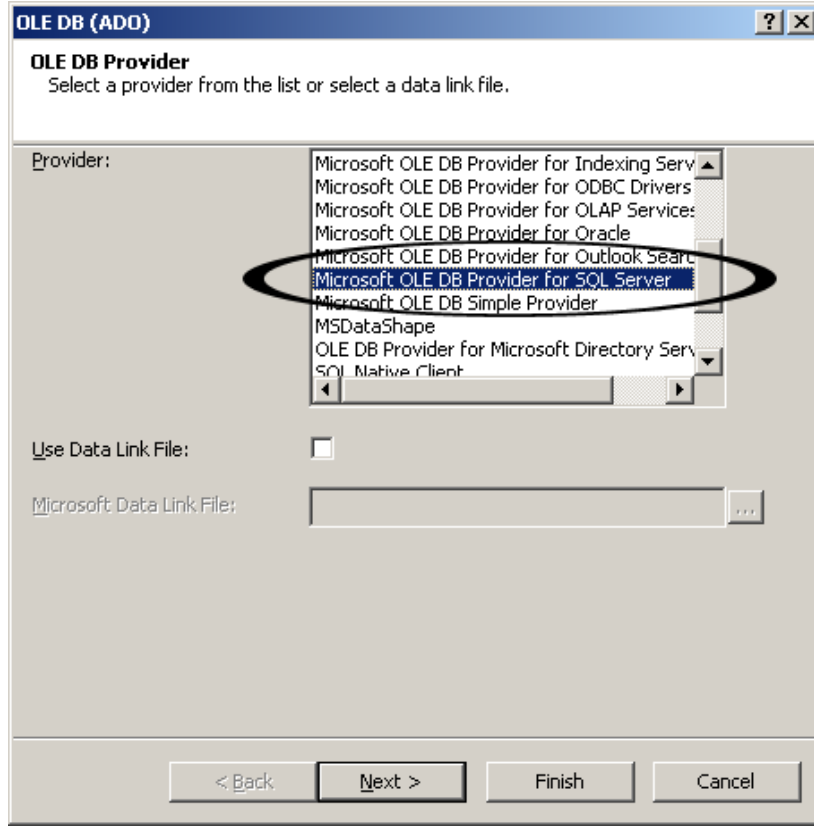 OLE DB (ADO)
OLE DB Provider
Select a provider from the list or select a data link file.
Provider:
Microsoft OLE DB Provider for Indexing Serv
Microsoft OLE DB Provider for ODBC Drivers
Microsoft OLE DB Provider for OLAP Services
Microsoft OLE DB Provider for Oracle
Microsoft OLE DB Provider for Outlook Searc
Microsoft OLE DB Provider for SQL Server
Microsoft OLE DB Simple Provider
MSDataShape
OLE DB Provider for Microsoft Directory Serv
SQL Native Client
Use Data Link File:
Microsoft Data Link File:
...
< Back Next > Finish Cancel